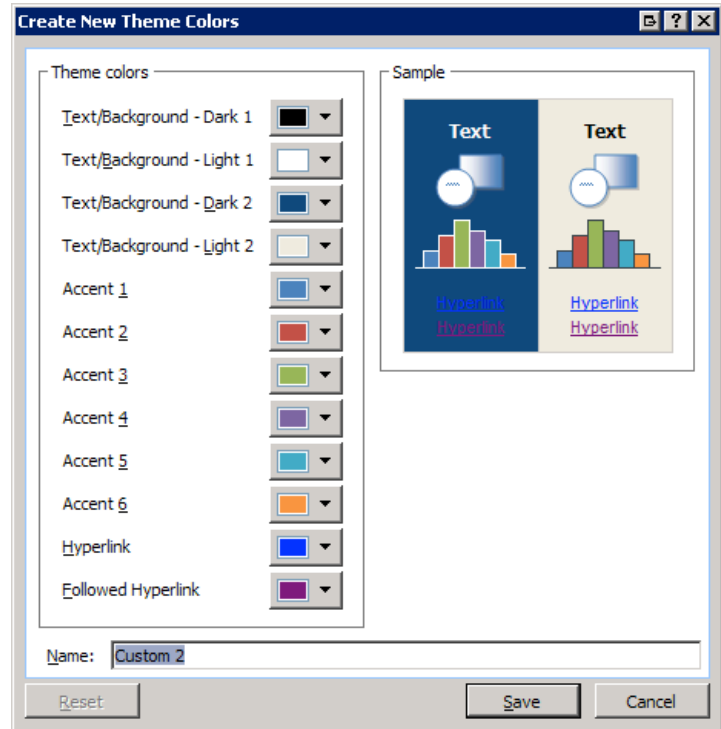 Create New Theme Colors
Theme colors
Text/Background - Dark 1
Text/Background - Light 1
Text/Background - Dark 2
Text/Background - Light 2
Accent 1
Accent 2
Accent 3
Accent 4
Accent 5
Accent 6
Hyperlink
Followed Hyperlink
Sample
Text Text
Hyperlink Hyperlink
Hyperlink Hyperlink
Name: Custom 2
Reset Save Cancel